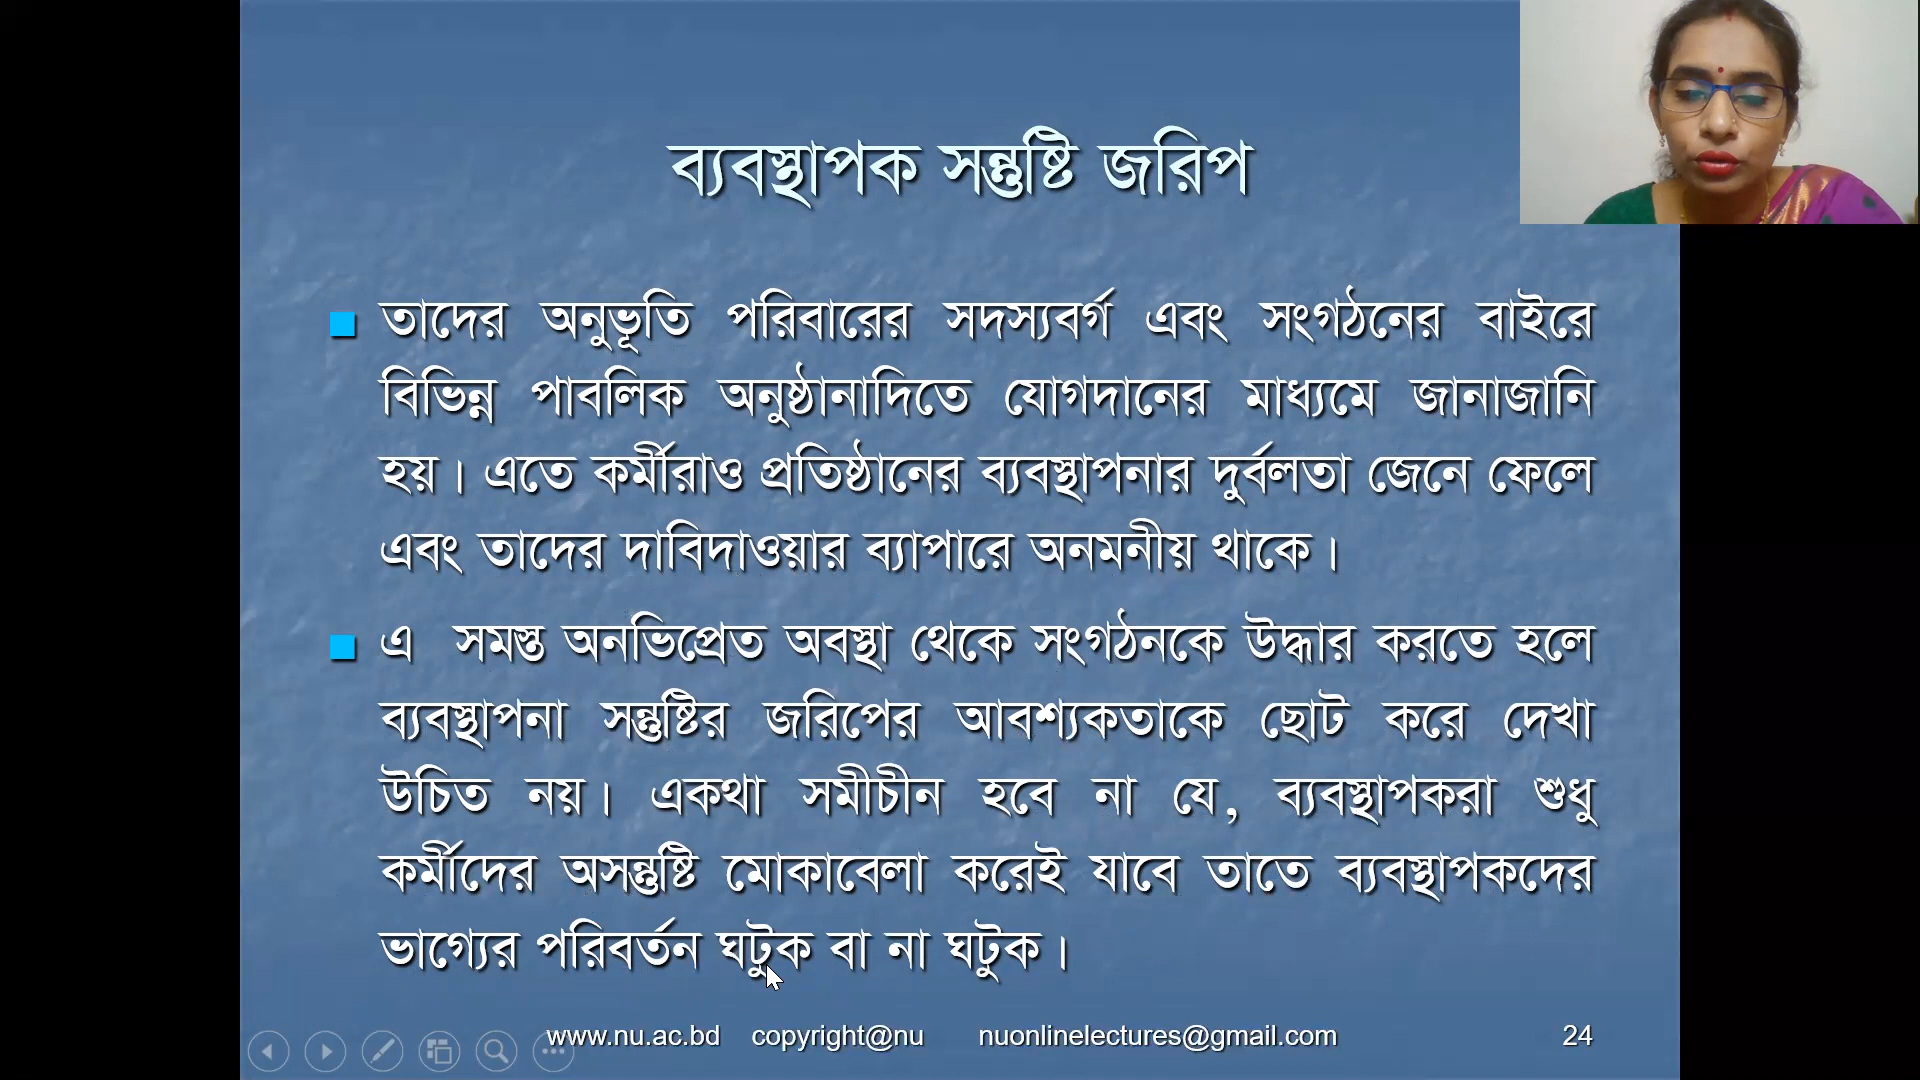 ব্যবস্থাপক সন্তুষ্টি জরিপ
তাদের অনুভূতি পরিবারের সদস্যবর্গ এবং সংগঠনের বাইরে
বিভিন্ন পাবলিক অনুষ্ঠানাদিতে যোগদানের মাধ্যমে জানাজানি
হয়। এতে কর্মীরাও প্রতিষ্ঠানের ব্যবস্থাপনার দুর্বলতা জেনে ফেলে
এবং তাদের দাবিদাওয়ার ব্যাপারে অনমনীয় থাকে।
এ সমস্ত অনভিপ্রেত অবস্থা থেকে সংগঠনকে উদ্ধার করতে হলে
ব্যবস্থাপনা সন্তুষ্টির জরিপের আবশ্যকতাকে ছোট করে দেখা
উচিত নয়। একথা সমীচীন হবে না যে, ব্যবস্থাপকরা শুধু
কর্মীদের অসন্তুষ্টি মোকাবেলা করেই যাবে তাতে ব্যবস্থাপকদের
ভাগ্যের পরিবর্তন ঘটুক বা না ঘটুক।
www.nu.ac.bd copyright@nu nuonlinelectures@gmail.com 24